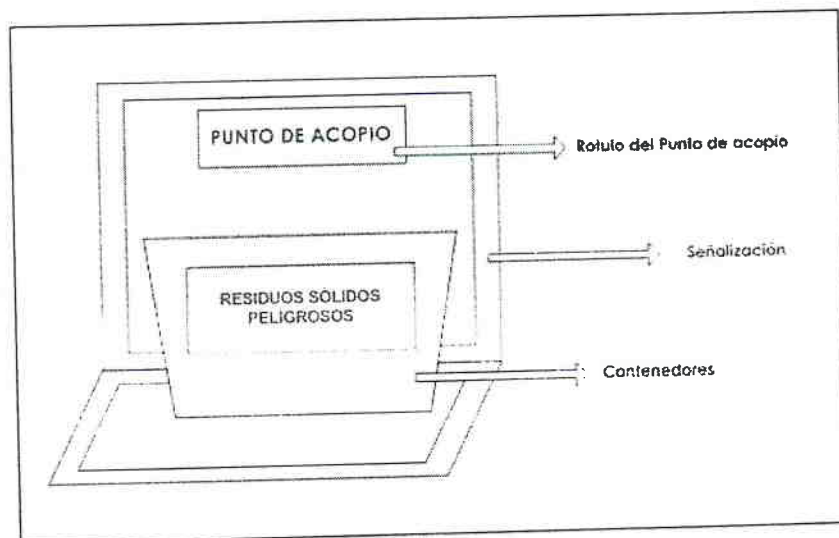 PUNTO DE ACOPIO
Rotulo del Punto de acopio
Señalización
RESIDUOS SÓLIDOS
PELIGROSOS
Contenedores